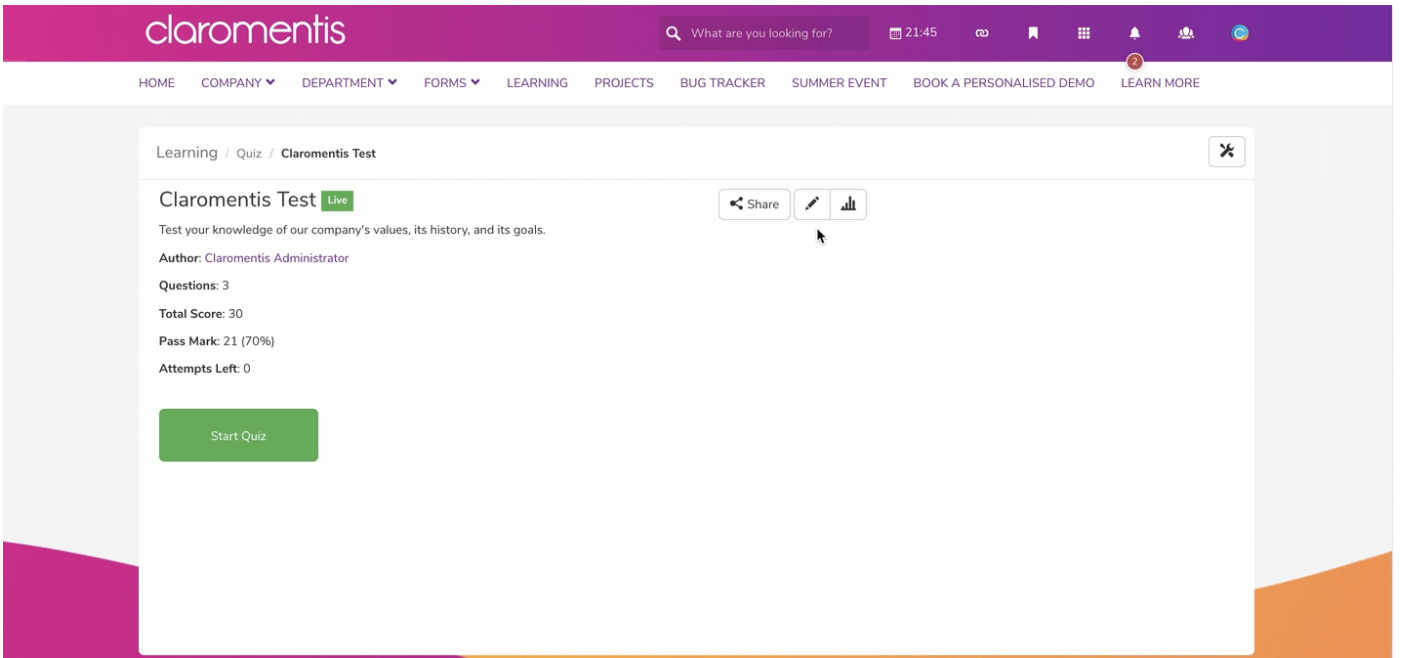 claromentis
What are you looking for?
21:45
2
HOME COMPANY DEPARTMENT FORMS LEARNING PROJECTS BUG TRACKER SUMMER EVENT BOOK A PERSONALISED DEMO LEARN MORE
Learning / Quiz / Claromentis Test
Claromentis Test Live
Share
Test your knowledge of our company's values, its history, and its goals.
Author: Claromentis Administrator
Questions: 3
Total Score: 30
Pass Mark: 21 (70%)
Attempts Left: 0
Start Quiz